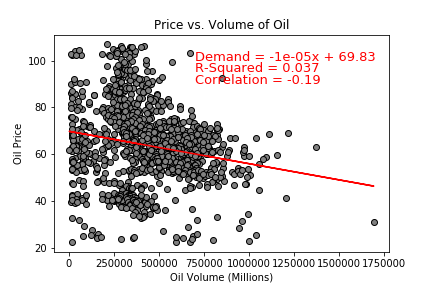 Price vs. Volume of Oil
Demand = -1e-05x + 69.83
R-Squared = 0.037
Correlation = -0.19
Oil Price
100
80
60
40
20
0 250000 500000 750000 1000000 1250000 1500000 1750000
Oil Volume (Millions)